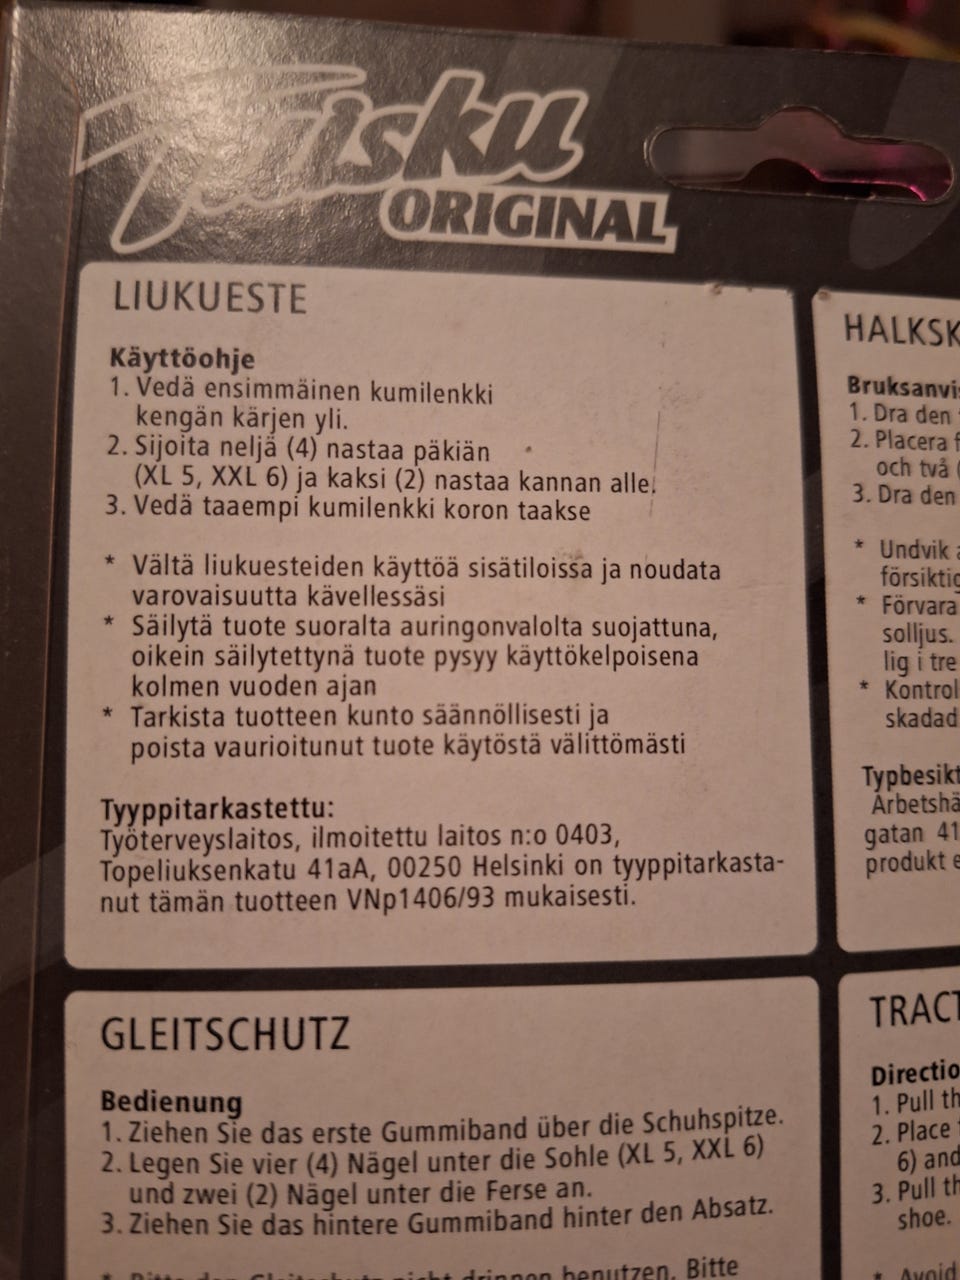 ORIGINAL
LIUKUESTE
Käyttöohje
1. Vedä ensimmäinen kumilenkki
kengän kärjen yli.
2. Sijoita neljä (4) nastaa päkiän
(XL 5, XXL 6) ja kaksi (2) nastaa kannan alle.
3. Vedä taaempi kumilenkki koron taakse
* Vältä liukuesteiden käyttöä sisätiloissa ja noudata
varovaisuutta kävellessäsi
* Säilytä tuote suoralta auringonvalolta suojattuna,
oikein säilytettynä tuote pysyy käyttökelpoisena
kolmen vuoden ajan
* Tarkista tuotteen kunto säännöllisesti ja
poista vaurioitunut tuote käytöstä välittömästi
Tyyppitarkastettu:
Työterveyslaitos, ilmoitettu laitos n:o 0403,
Topeliuksenkatu 41aA, 00250 Helsinki on tyyppitarkasta-
nut tämän tuotteen VNp1406/93 mukaisesti.
HALKSK
Bruksanvis
1. Dra den
2. Placera f
och två (
3. Dra den
* Undvik a
försiktig
* Förvara
solljus.
lig i tre
* Kontrol
skadad
Typbesikt
Arbetshä
gatan 41
produkt e
GLEITSCHUTZ
Bedienung
1. Ziehen Sie das erste Gummiband über die Schuhspitze.
2. Legen Sie vier (4) Nägel unter die Sohle (XL 5, XXL 6)
und zwei (2) Nägel unter die Ferse an.
3. Ziehen Sie das hintere Gummiband hinter den Absatz.
* Bitte den Gleitschutz nicht drinnen benutzen. Bitte
TRACT
Directio
1. Pull th
2. Place
6) and
3. Pull th
shoe.
* Avoid